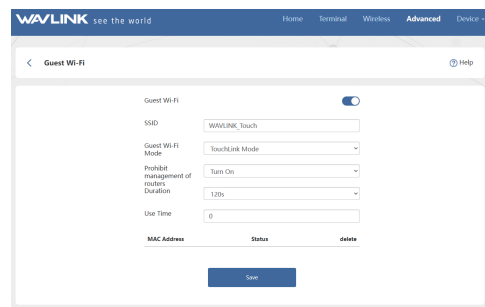 WAVLINK see the world
Home Terminal Wireless Advanced Device
Guest Wi-Fi
Help
Guest Wi-Fi
SSID WAVLINK_Touch
Guest Wi-Fi
Mode
TouchLink Mode
Prohibit
management of
routers
Turn On
Duration 120s
Use Time 0
MAC Address Status delete
Save